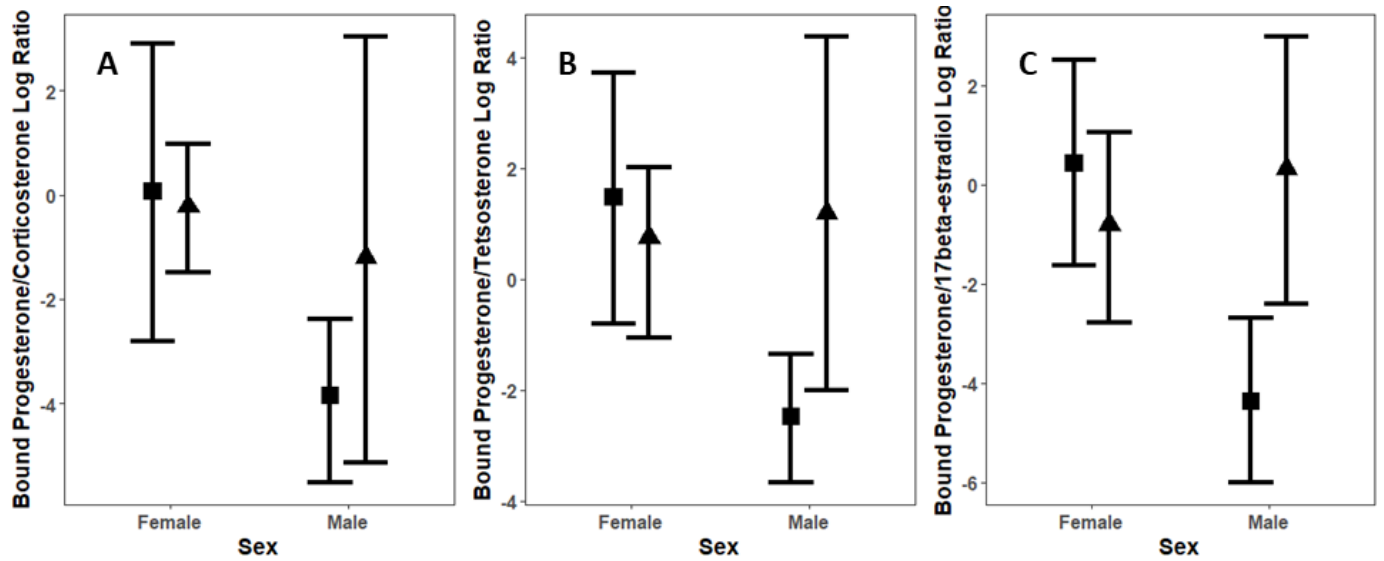 A
Bound Progesterone/Corticosterone Log Ratio
2
0
-2
-4
Female
Male
Sex
B
Bound Progesterone/Tetsosterone Log Ratio
4
2
0
-2
-4
Female
Male
Sex
C
Bound Progesterone/17beta-estradiol Log Ratio
2
0
-2
-4
-6
Female
Male
Sex